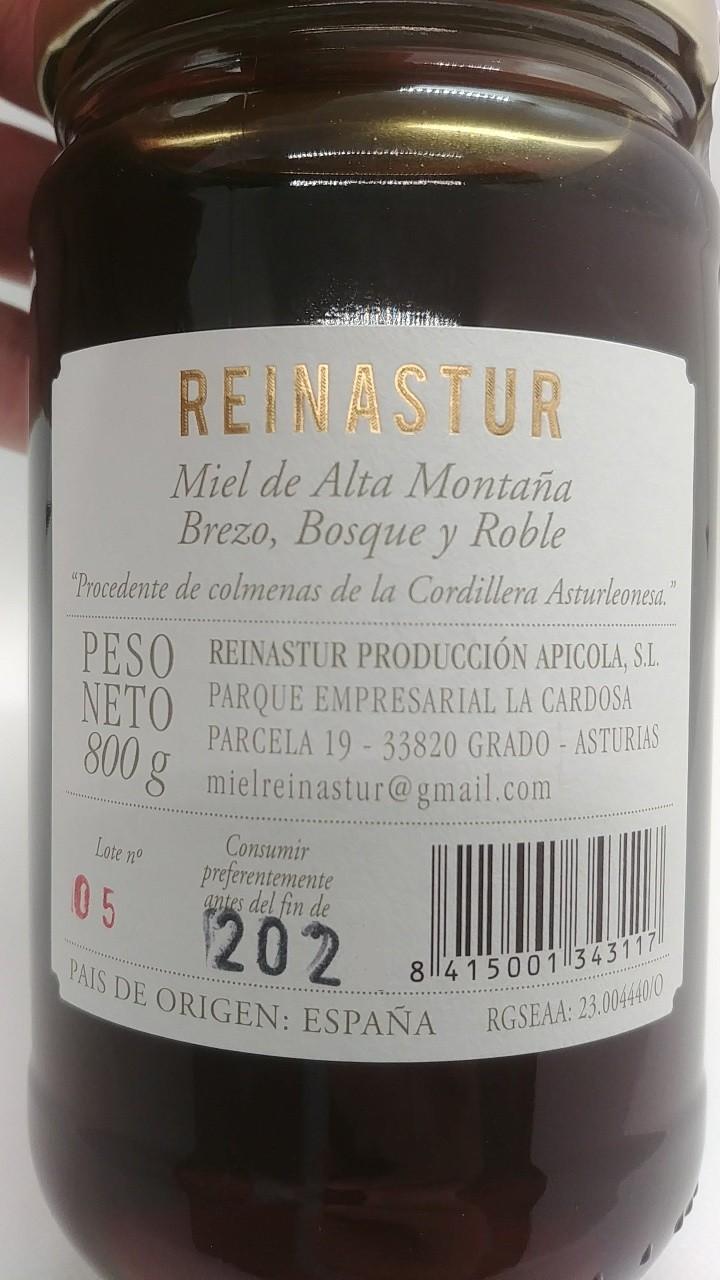 REINASTUR
Miel de Alta Montaña
Brezo, Bosque y Roble
“Procedente de colmenas de la Cordillera Asturleonesa.”
PESO
NETO
800 g
REINASTUR PRODUCCIÓN APICOLA, S.L.
PARQUE EMPRESARIAL LA CARDOSA
PARCELA 19 - 33820 GRADO - ASTURIAS
mielreinastur@gmail.com
Lote nº
05
Consumir
preferentemente
antes del fin de
202
8 415001 343117
PAIS DE ORIGEN: ESPAÑA
RGSEAA: 23.004440/O